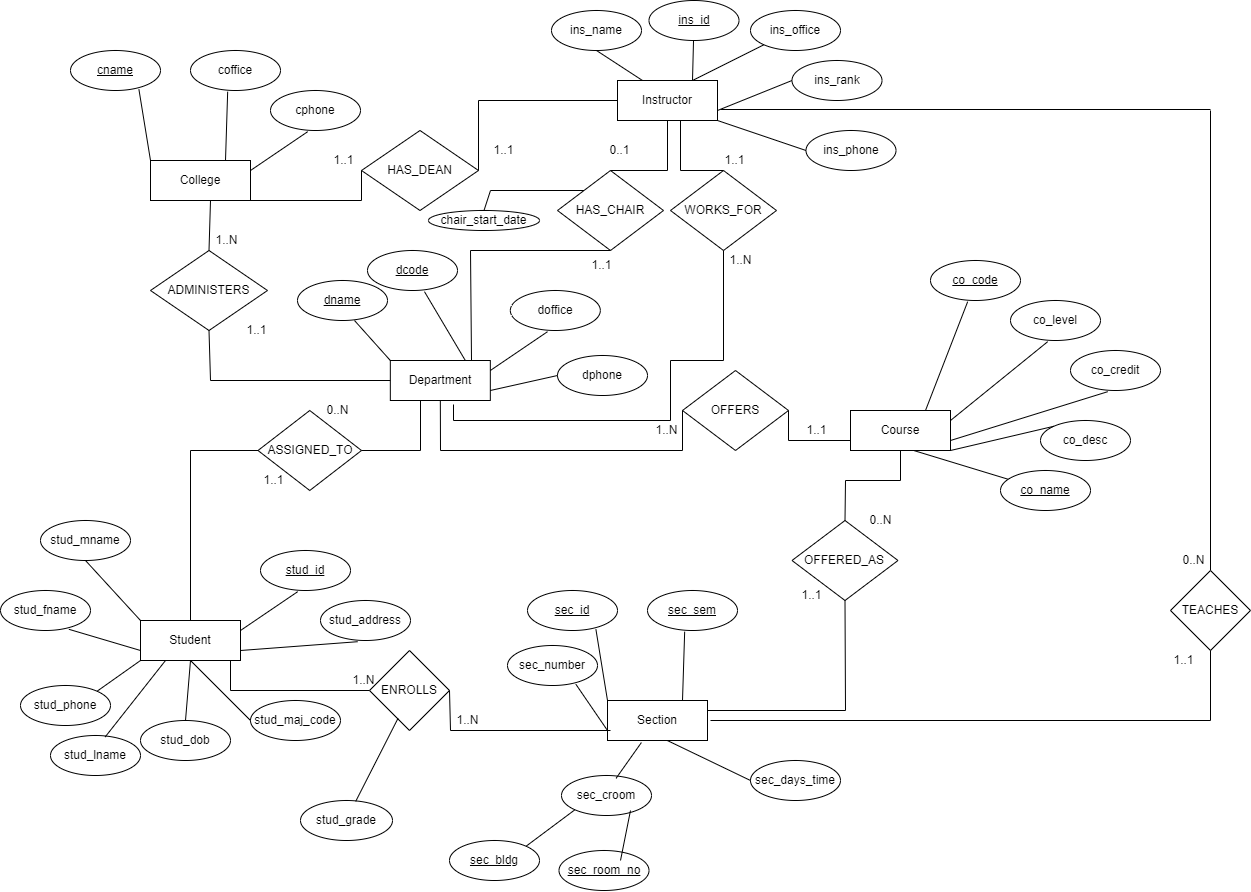 ins_name
ins_id
ins_office
cname
coffice
ins_rank
cphone
Instructor
ins_phone
HAS_DEAN
1..1
1..1
0..1
1..1
College
HAS_CHAIR
WORKS_FOR
chair_start_date
1..N
1..1
1..N
ADMINISTERS
dcode
dname
doffice
co_code
co_level
1..1
dphone
Department
co_credit
0..N
OFFERS
1..N
1..1
Course
co_desc
ASSIGNED_TO
1..1
co_name
stud_mname
0..N
stud_id
OFFERED_AS
0..N
1..1
stud_fname
stud_address
sec_id
sec_sem
TEACHES
Student
sec_number
1..1
stud_phone
1..N
ENROLLS
stud_maj_code
1..N
Section
stud_lname
stud_dob
sec_days_time
sec_croom
stud_grade
sec_bldg
sec_room_no